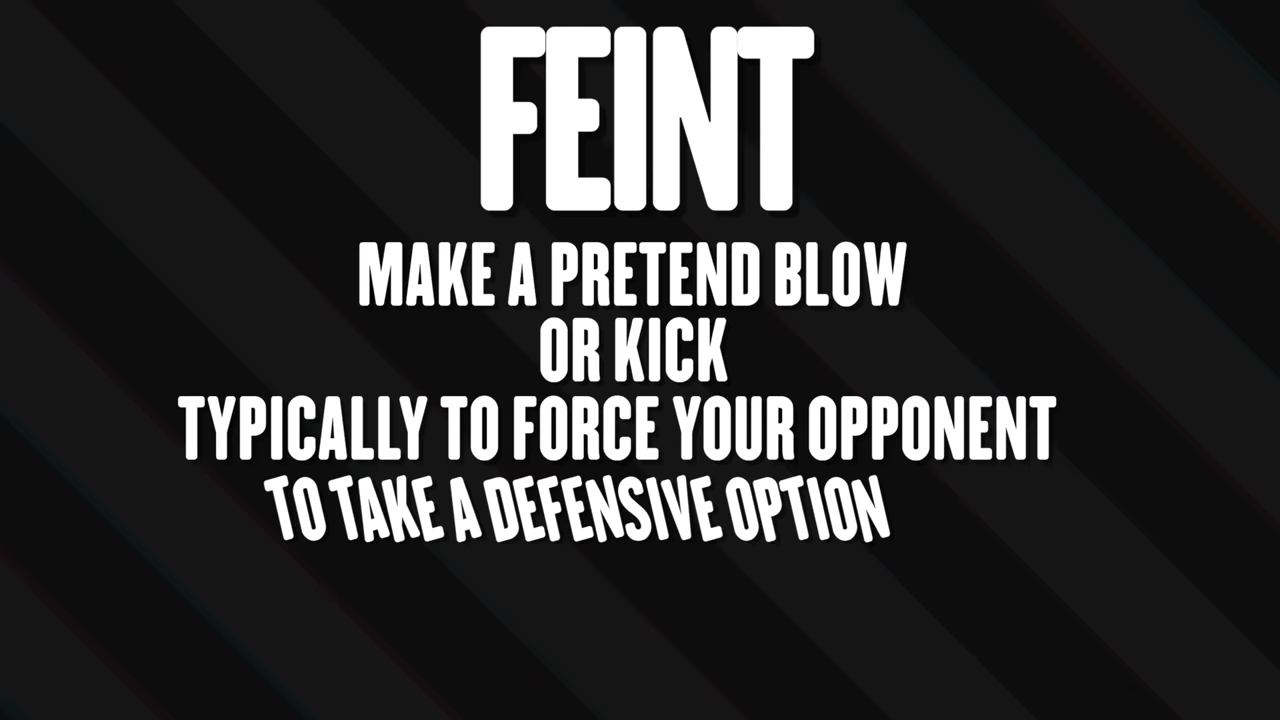 FEINT
MAKE A PRETEND BLOW
OR KICK
TYPICALLY TO FORCE YOUR OPPONENT
TO TAKE A DEFENSIVE OPTION